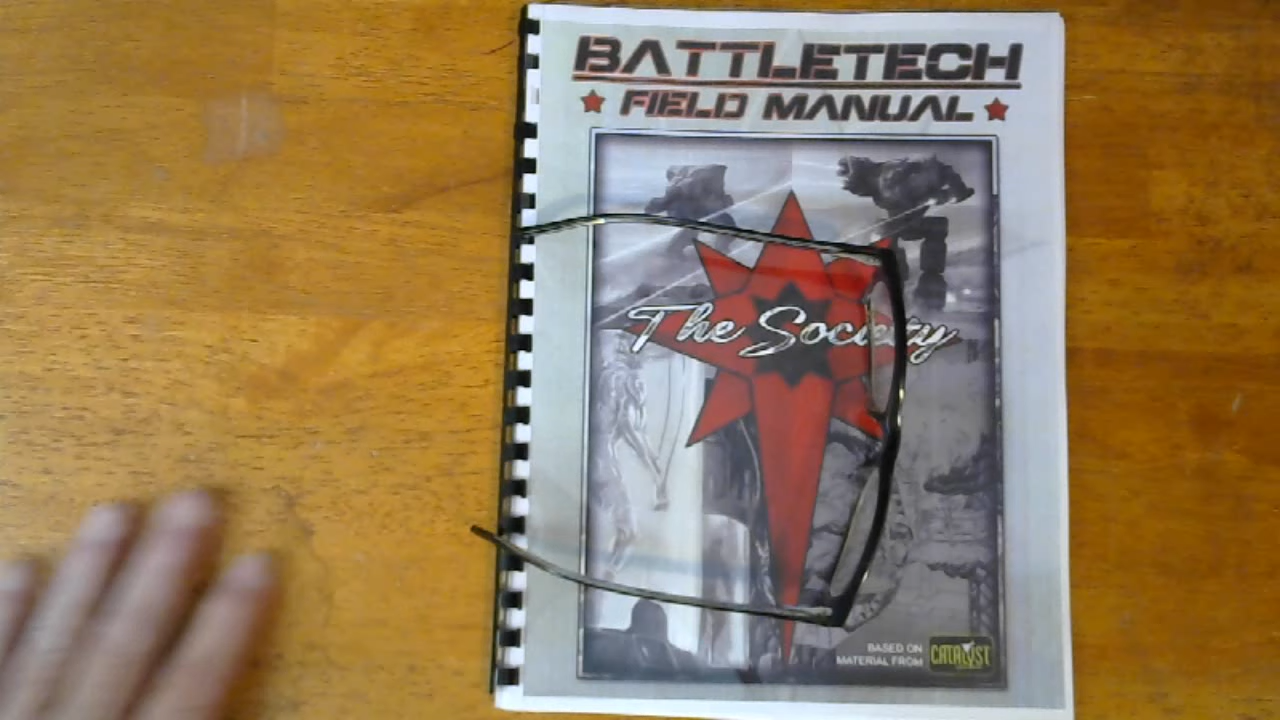 BATTLETECH
FIELD MANUAL
The Society
BASED ON
MATERIAL FROM
CATALYST